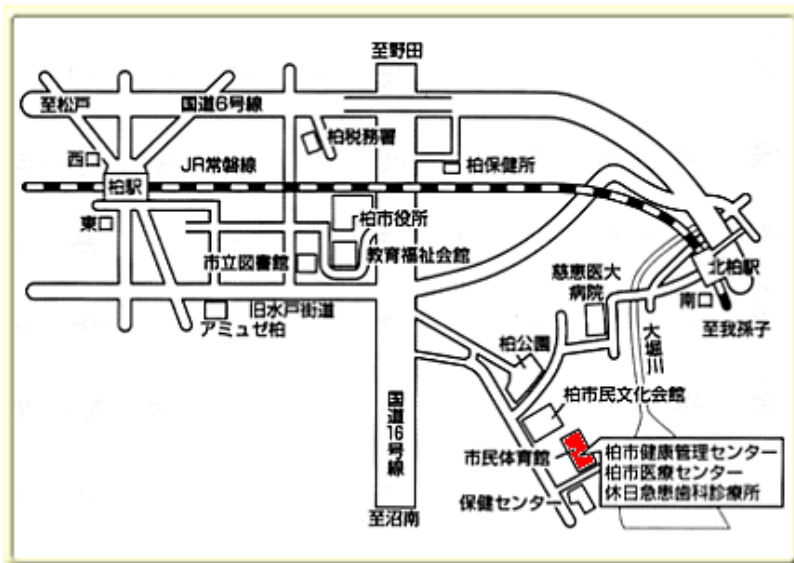 至野田
至松戸
国道6号線
柏税務署
西口
JR常磐線
柏保健所
柏駅
東口
柏市役所
市立図書館
教育福祉会館
慈恵医大
病院
北柏駅
南口
旧水戸街道
アミュゼ柏
至我孫子
大堀川
柏公園
国道16号線
柏市民文化会館
市民体育館
柏市健康管理センター
柏市医療センター
休日急患歯科診療所
保健センター
至沼南